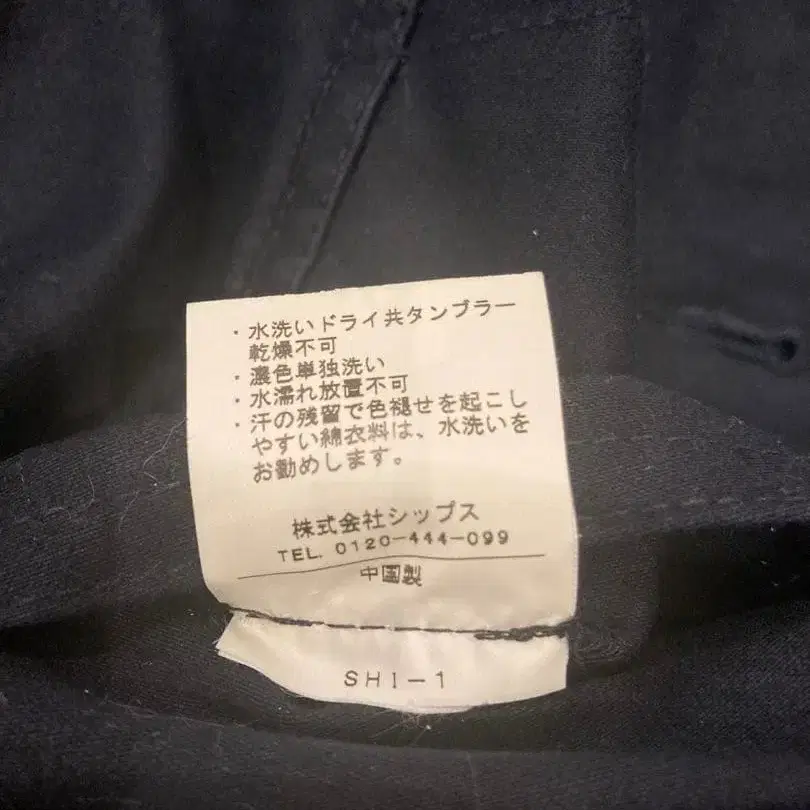 ・水洗いドライ共タンブラー
乾燥不可
・濃色単独洗い
・水濡れ放置不可
・汗の残留で色褪せを起こし
やすい綿衣料は、水洗いを
お勧めします。
株式会社シップス
TEL. 0120-444-099
中国製
SHI-1